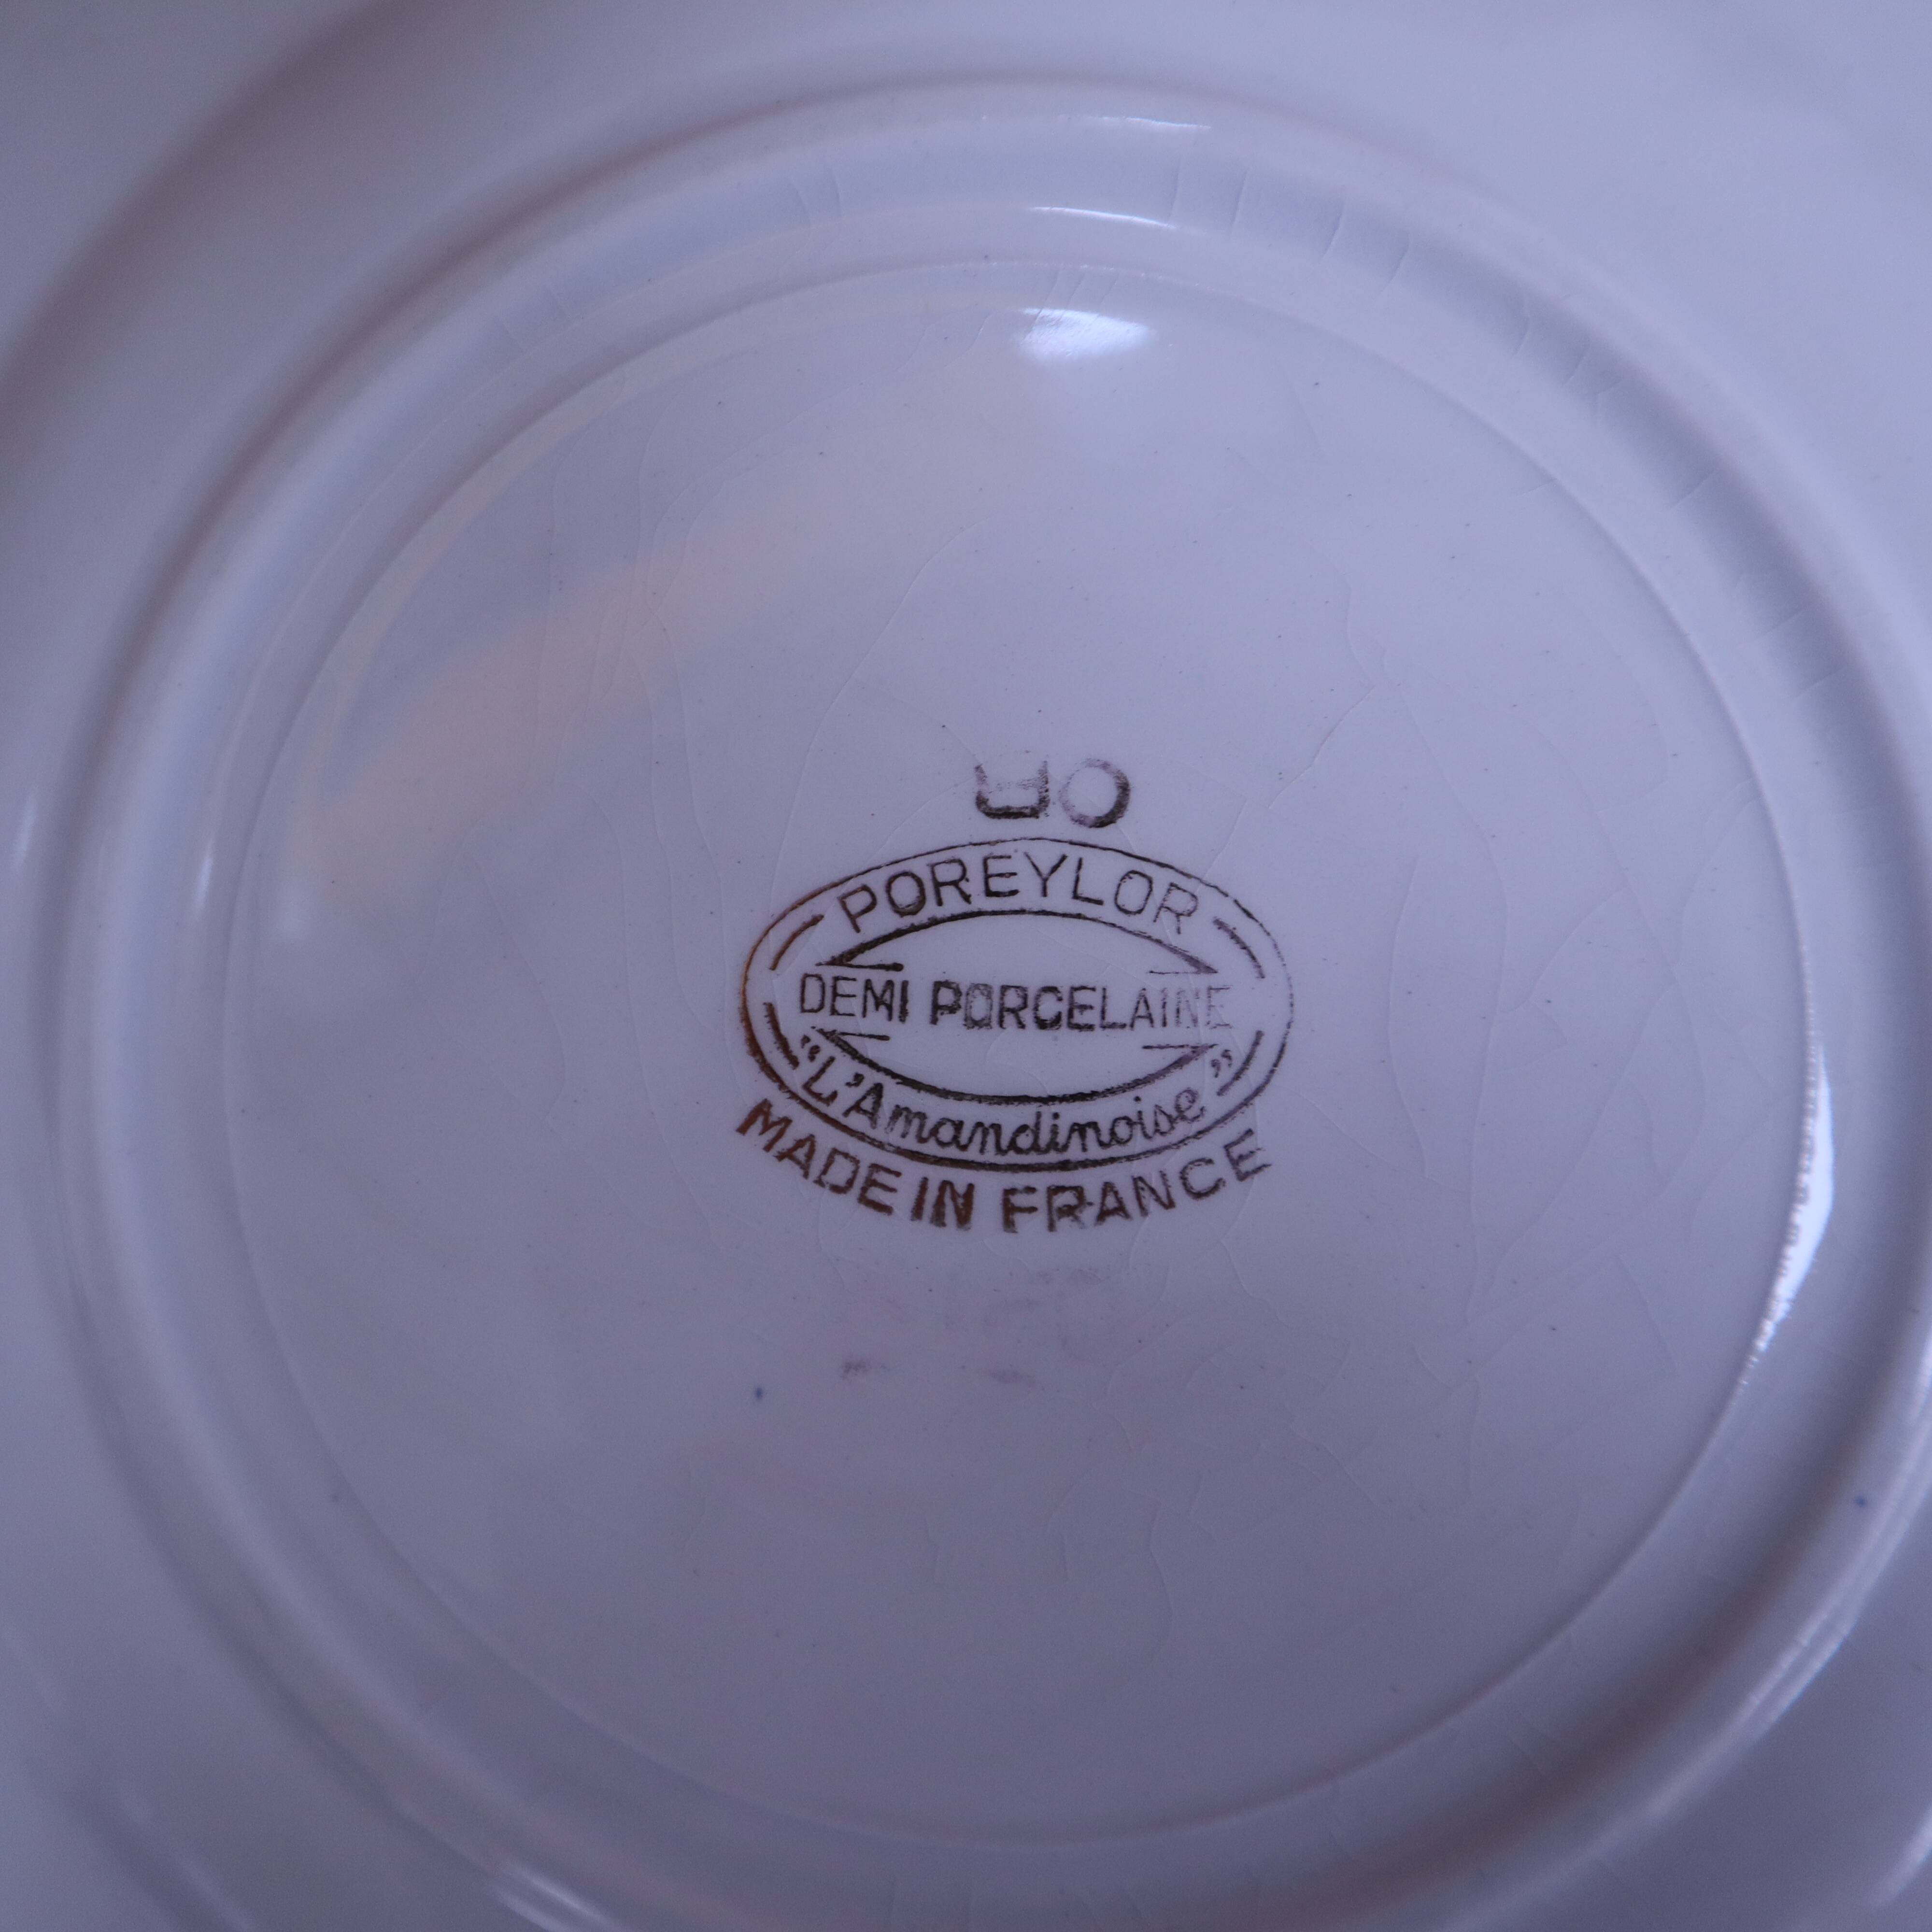 POREYLOR
DEMI PORCELAINE
"L'Amandinoise"
MADE IN FRANCE